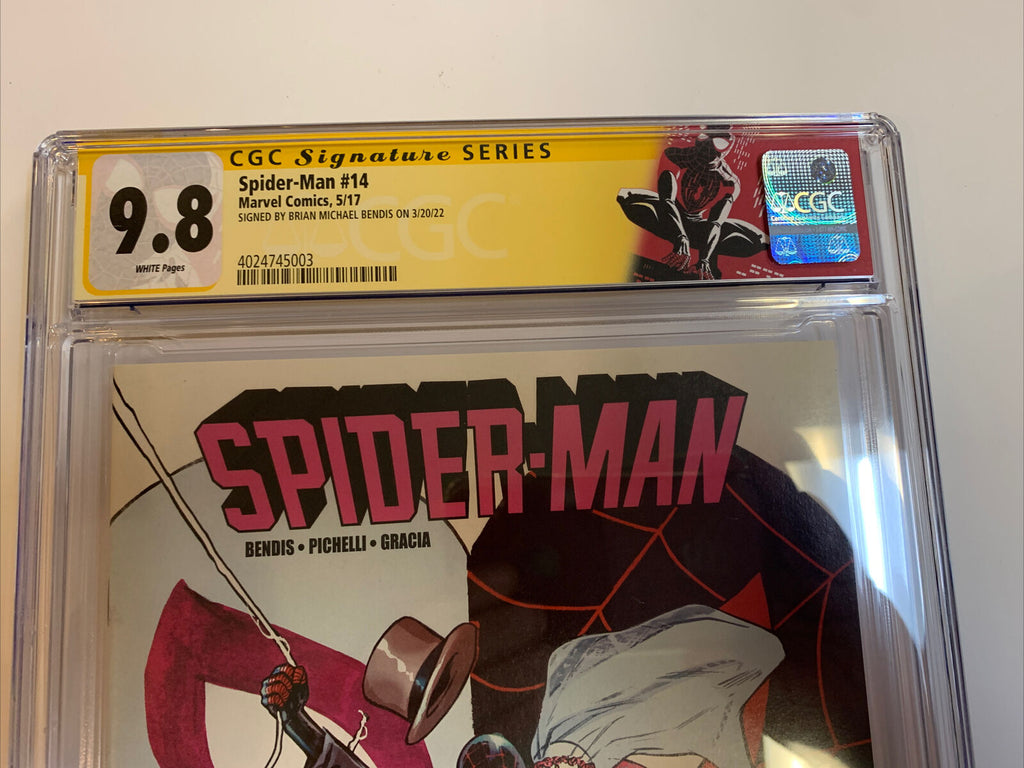 CGC Signature SERIES
9.8
WHITE Pages
Spider-Man #14
Marvel Comics, 5/17
SIGNED BY BRIAN MICHAEL BENDIS ON 3/20/22
CGC
4024745003
CGC
SPIDER-MAN
BENDIS • PICHELLI • GRACIA